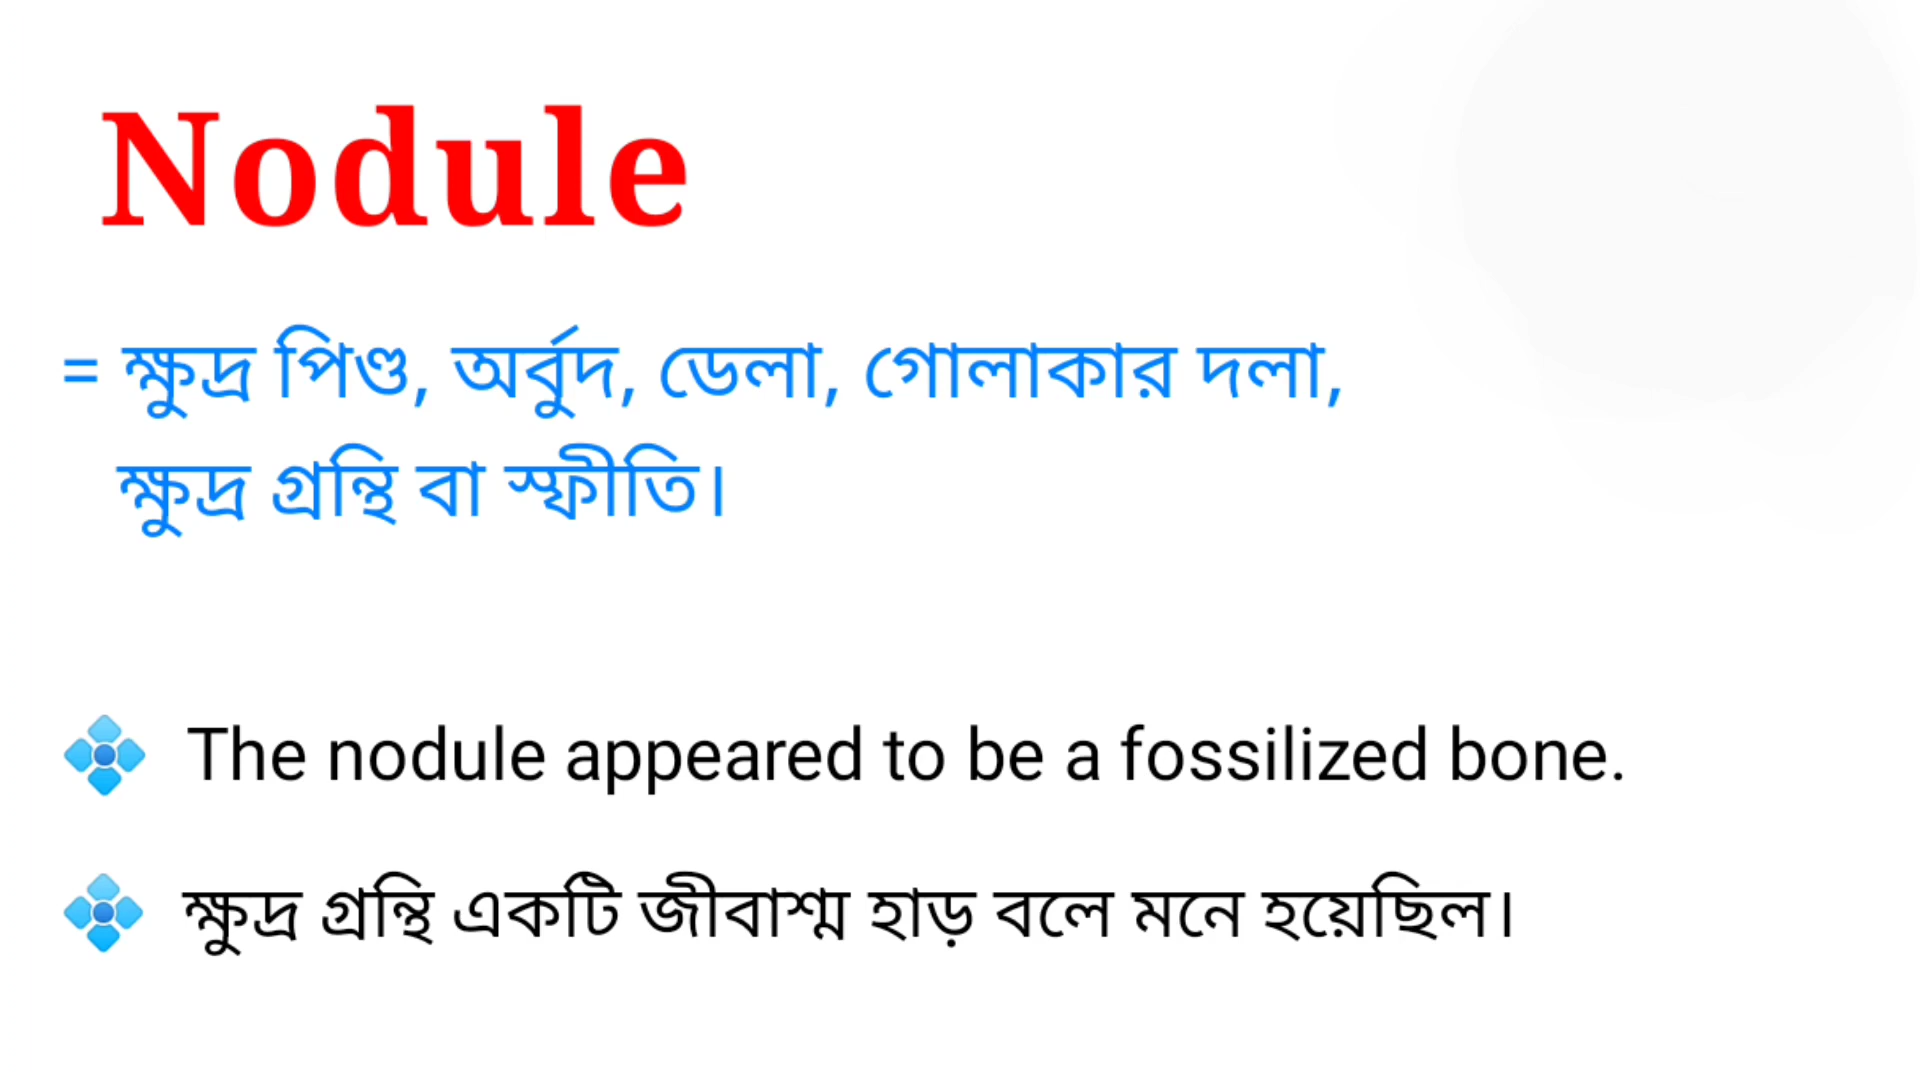 Nodule
= ক্ষুদ্র পিণ্ড, অর্বুদ, ডেলা, গোলাকার দলা,
ক্ষুদ্র গ্রন্থি বা স্ফীতি।
The nodule appeared to be a fossilized bone.
ক্ষুদ্র গ্রন্থি একটি জীবাশ্ম হাড় বলে মনে হয়েছিল।